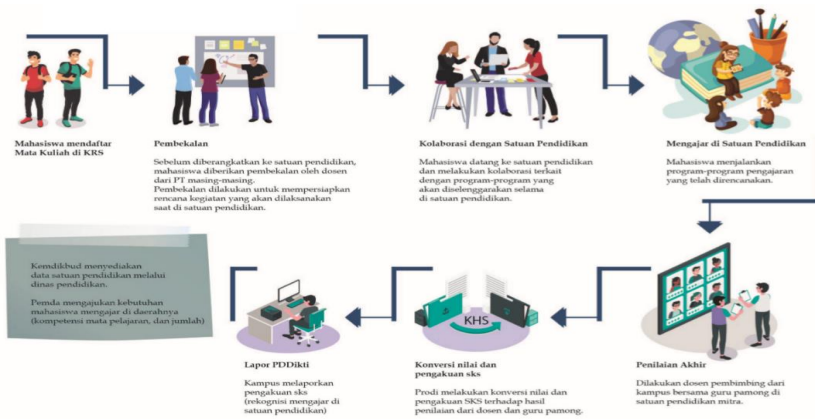 Mahasiswa mendaftar
Mata Kuliah di KRS
Pembekalan
Sebelum diberangkatkan ke satuan pendidikan,
mahasiswa diberikan pembekalan oleh dosen
dari PT masing-masing.
Pembekalan dilakukan untuk mempersiapkan
rencana kegiatan yang akan dilaksanakan
saat di satuan pendidikan.
Kolaborasi dengan Satuan Pendidikan
Mahasiswa datang ke satuan pendidikan
dan melakukan kolaborasi terkait
dengan program-program yang
akan diselenggarakan selama
di satuan pendidikan.
Mengajar di Satuan Pendidikan
Mahasiswa menjalankan
program-program pengajaran
yang telah direncanakan.
Kemdikbud menyediakan
data satuan pendidikan melalui
dinas pendidikan.
Pemda mengajukan kebutuhan
mahasiswa mengajar di daerahnya
(kompetensi mata pelajaran, dan jumlah)
Lapor PDDikti
Kampus melaporkan
pengakuan sks
(rekognisi mengajar di
satuan pendidikan)
KHS
Konversi nilai dan
pengakuan sks
Prodi melakukan konversi nilai dan
pengakuan SKS terhadap hasil
penilaian dari dosen dan guru pamong.
Penilaian Akhir
Dilakukan dosen pembimbing dari
kampus bersama guru pamong di
satuan pendidikan mitra.